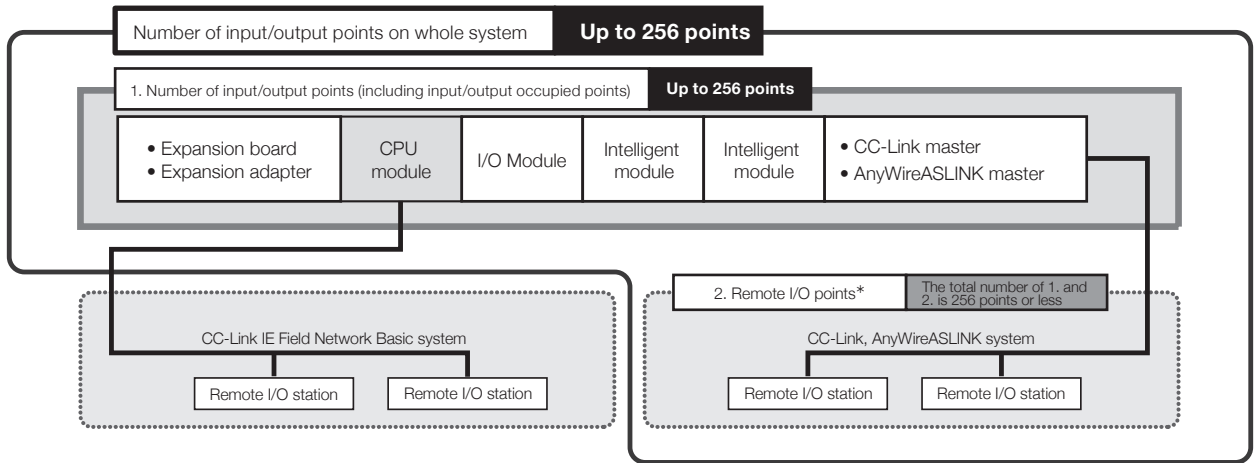 Number of input/output points on whole system
Up to 256 points
1. Number of input/output points (including input/output occupied points)
Up to 256 points
• Expansion board
• Expansion adapter
CPU
module
I/O Module
Intelligent
module
Intelligent
module
• CC-Link master
• AnyWireASLINK master
2. Remote I/O points*
The total number of 1. and
2. is 256 points or less
CC-Link IE Field Network Basic system
Remote I/O station
Remote I/O station
CC-Link, AnyWireASLINK system
Remote I/O station
Remote I/O station